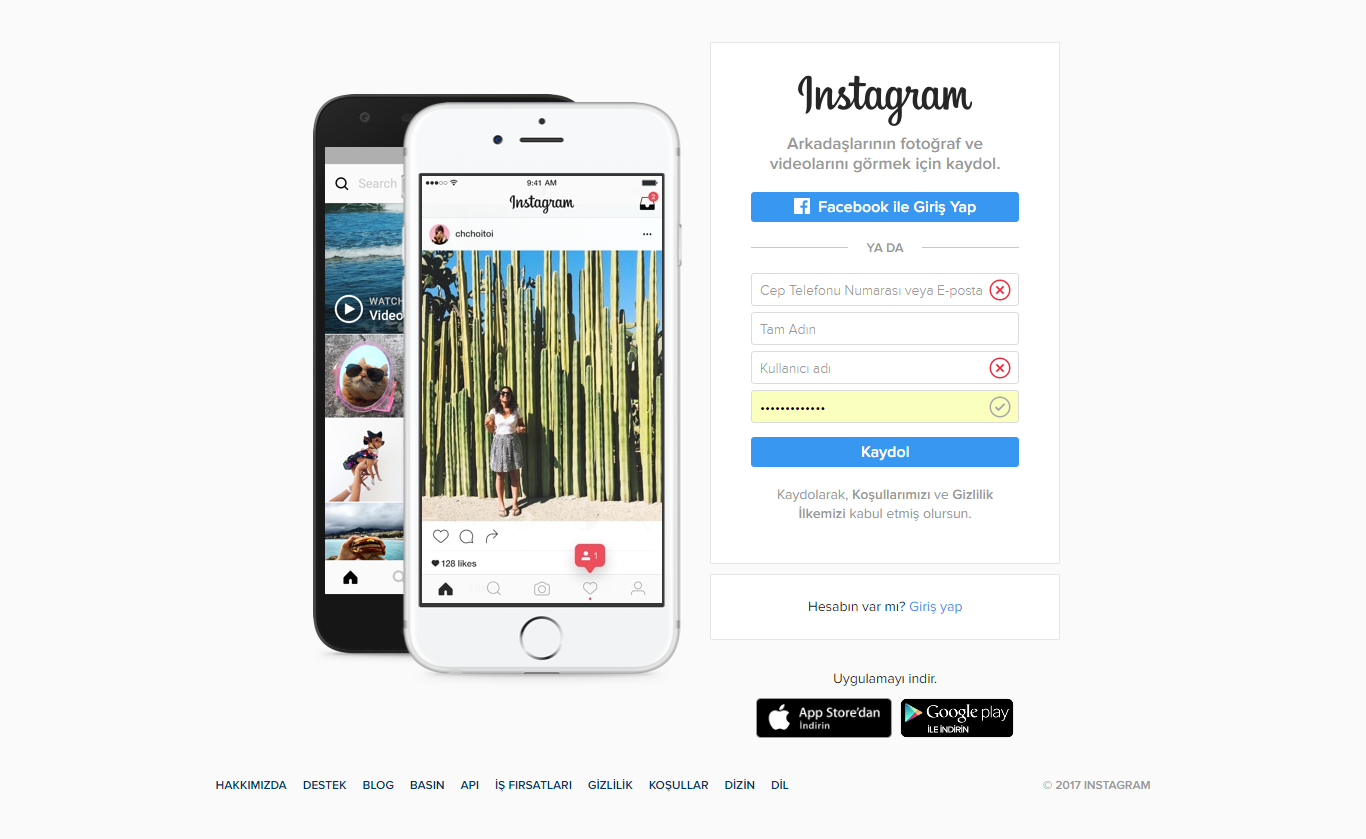 Search
WATCH
Video
9:41 AM
Instagram
2
chchoitoi
128 likes
1
Instagram
Arkadaşlarının fotoğraf ve
videolarını görmek için kaydol.
Facebook ile Giriş Yap
YA DA
Cep Telefonu Numarası veya E-posta
Tam Adın
Kullanıcı adı
•••••••••••••
Kaydol
Kaydolarak, Koşullarımızı ve Gizlilik
İlkemizi kabul etmiş olursun.
Hesabın var mı? Giriş yap
Uygulamayı indir.
App Store'dan
İndirin
Google play
İLE İNDİRİN
HAKKIMIZDA DESTEK BLOG BASIN API İŞ FIRSATLARI GİZLİLİK KOŞULLAR DİZİN DİL
© 2017 INSTAGRAM